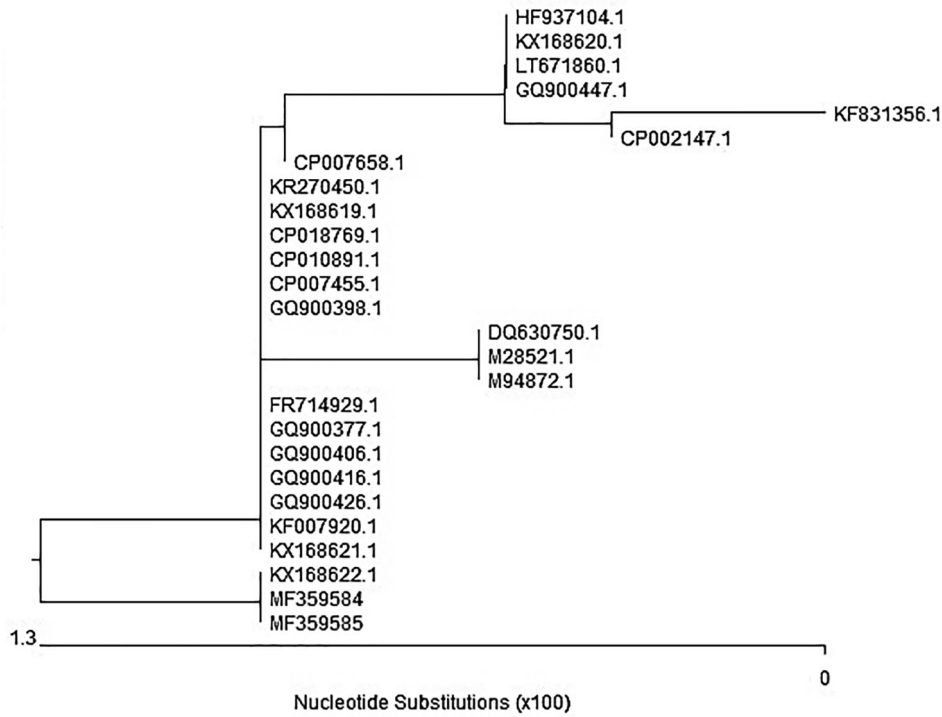 HF937104.1
KX168620.1
LT671860.1
GQ900447.1
KF831356.1
CP002147.1
CP007658.1
KR270450.1
KX168619.1
CP018769.1
CP010891.1
CP007455.1
GQ900398.1
DQ630750.1
M28521.1
M94872.1
FR714929.1
GQ900377.1
GQ900406.1
GQ900416.1
GQ900426.1
KF007920.1
KX168621.1
KX168622.1
MF359584
MF359585
1.3
0
Nucleotide Substitutions (x100)